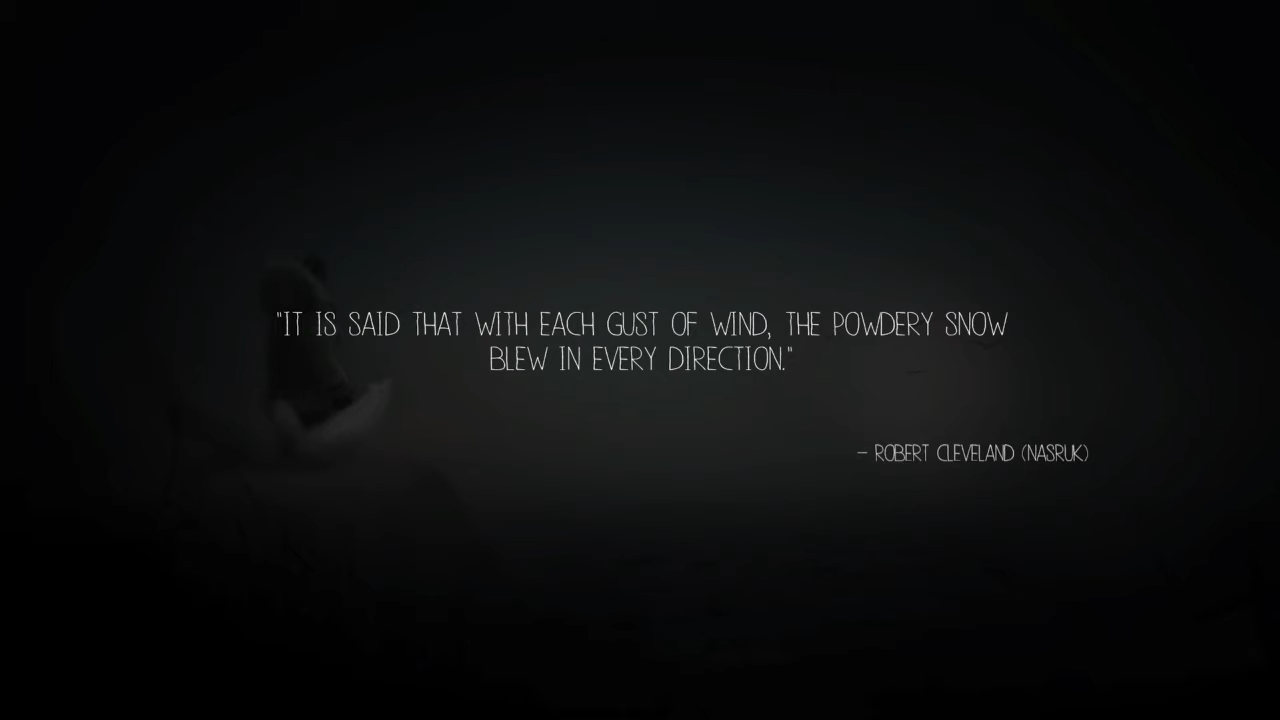 "IT IS SAID THAT WITH EACH GUST OF WIND, THE POWDERY SNOW
BLEW IN EVERY DIRECTION."
– ROBERT CLEVELAND (NASRUK)